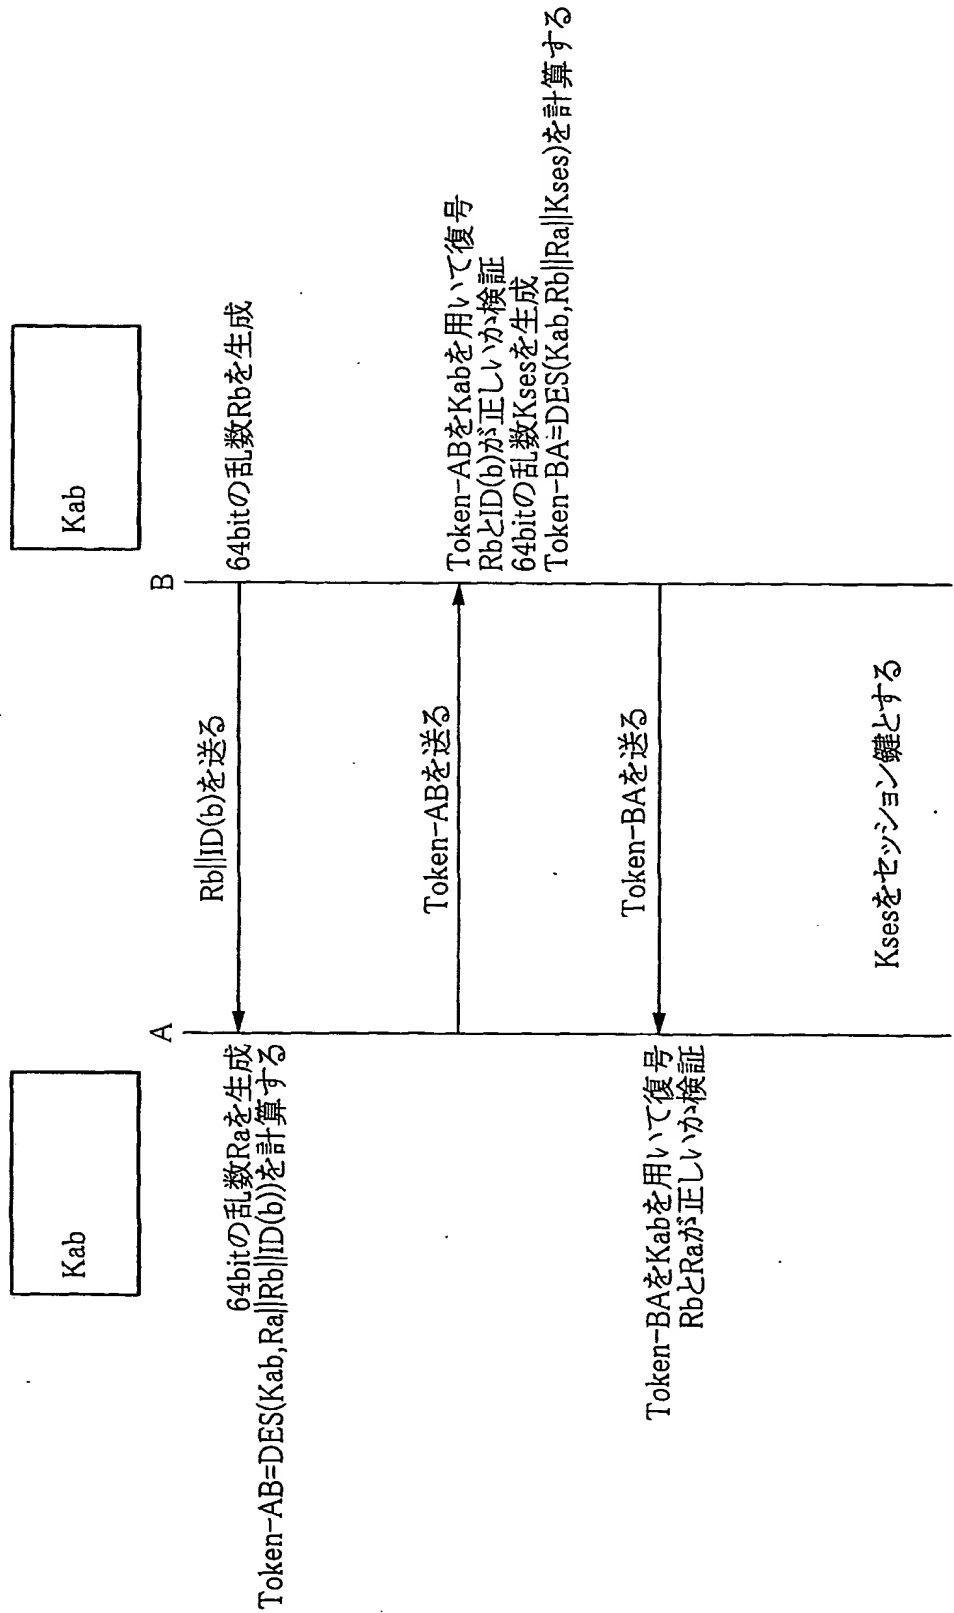 Kab
Kab
A
B
64bitの乱数Rbを生成
Rb||ID(b)を送る
64bitの乱数Raを生成
Token-AB=DES(Kab,Ra||Rb||ID(b))を計算する
Token-ABを送る
Token-ABをKabを用いて復号
RbとID(b)が正しいか検証
64bitの乱数Ksesを生成
Token-BA=DES(Kab,Rb||Ra||Kses)を計算する
Token-BAを送る
Token-BAをKabを用いて復号
RbとRaが正しいか検証
Ksesをセッション鍵とする